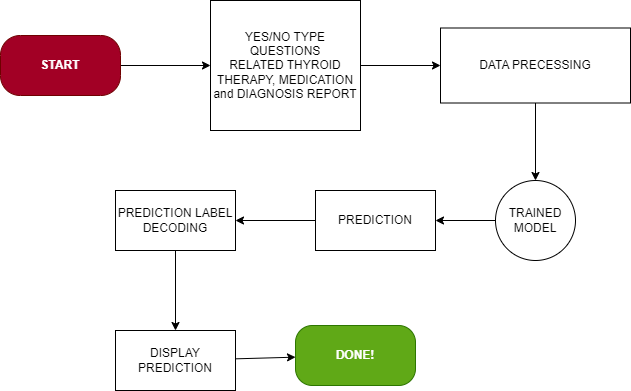 START
YES/NO TYPE
QUESTIONS
RELATED THYROID
THERAPY, MEDICATION
and DIAGNOSIS REPORT
DATA PRECESSING
TRAINED
MODEL
PREDICTION
PREDICTION LABEL
DECODING
DISPLAY
PREDICTION
DONE!